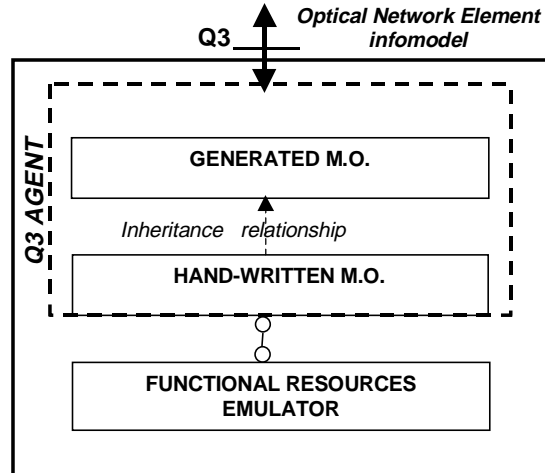 Optical Network Element
infomodel
Q3
Q3 AGENT
GENERATED M.O.
Inheritance relationship
HAND-WRITTEN M.O.
FUNCTIONAL RESOURCES
EMULATOR